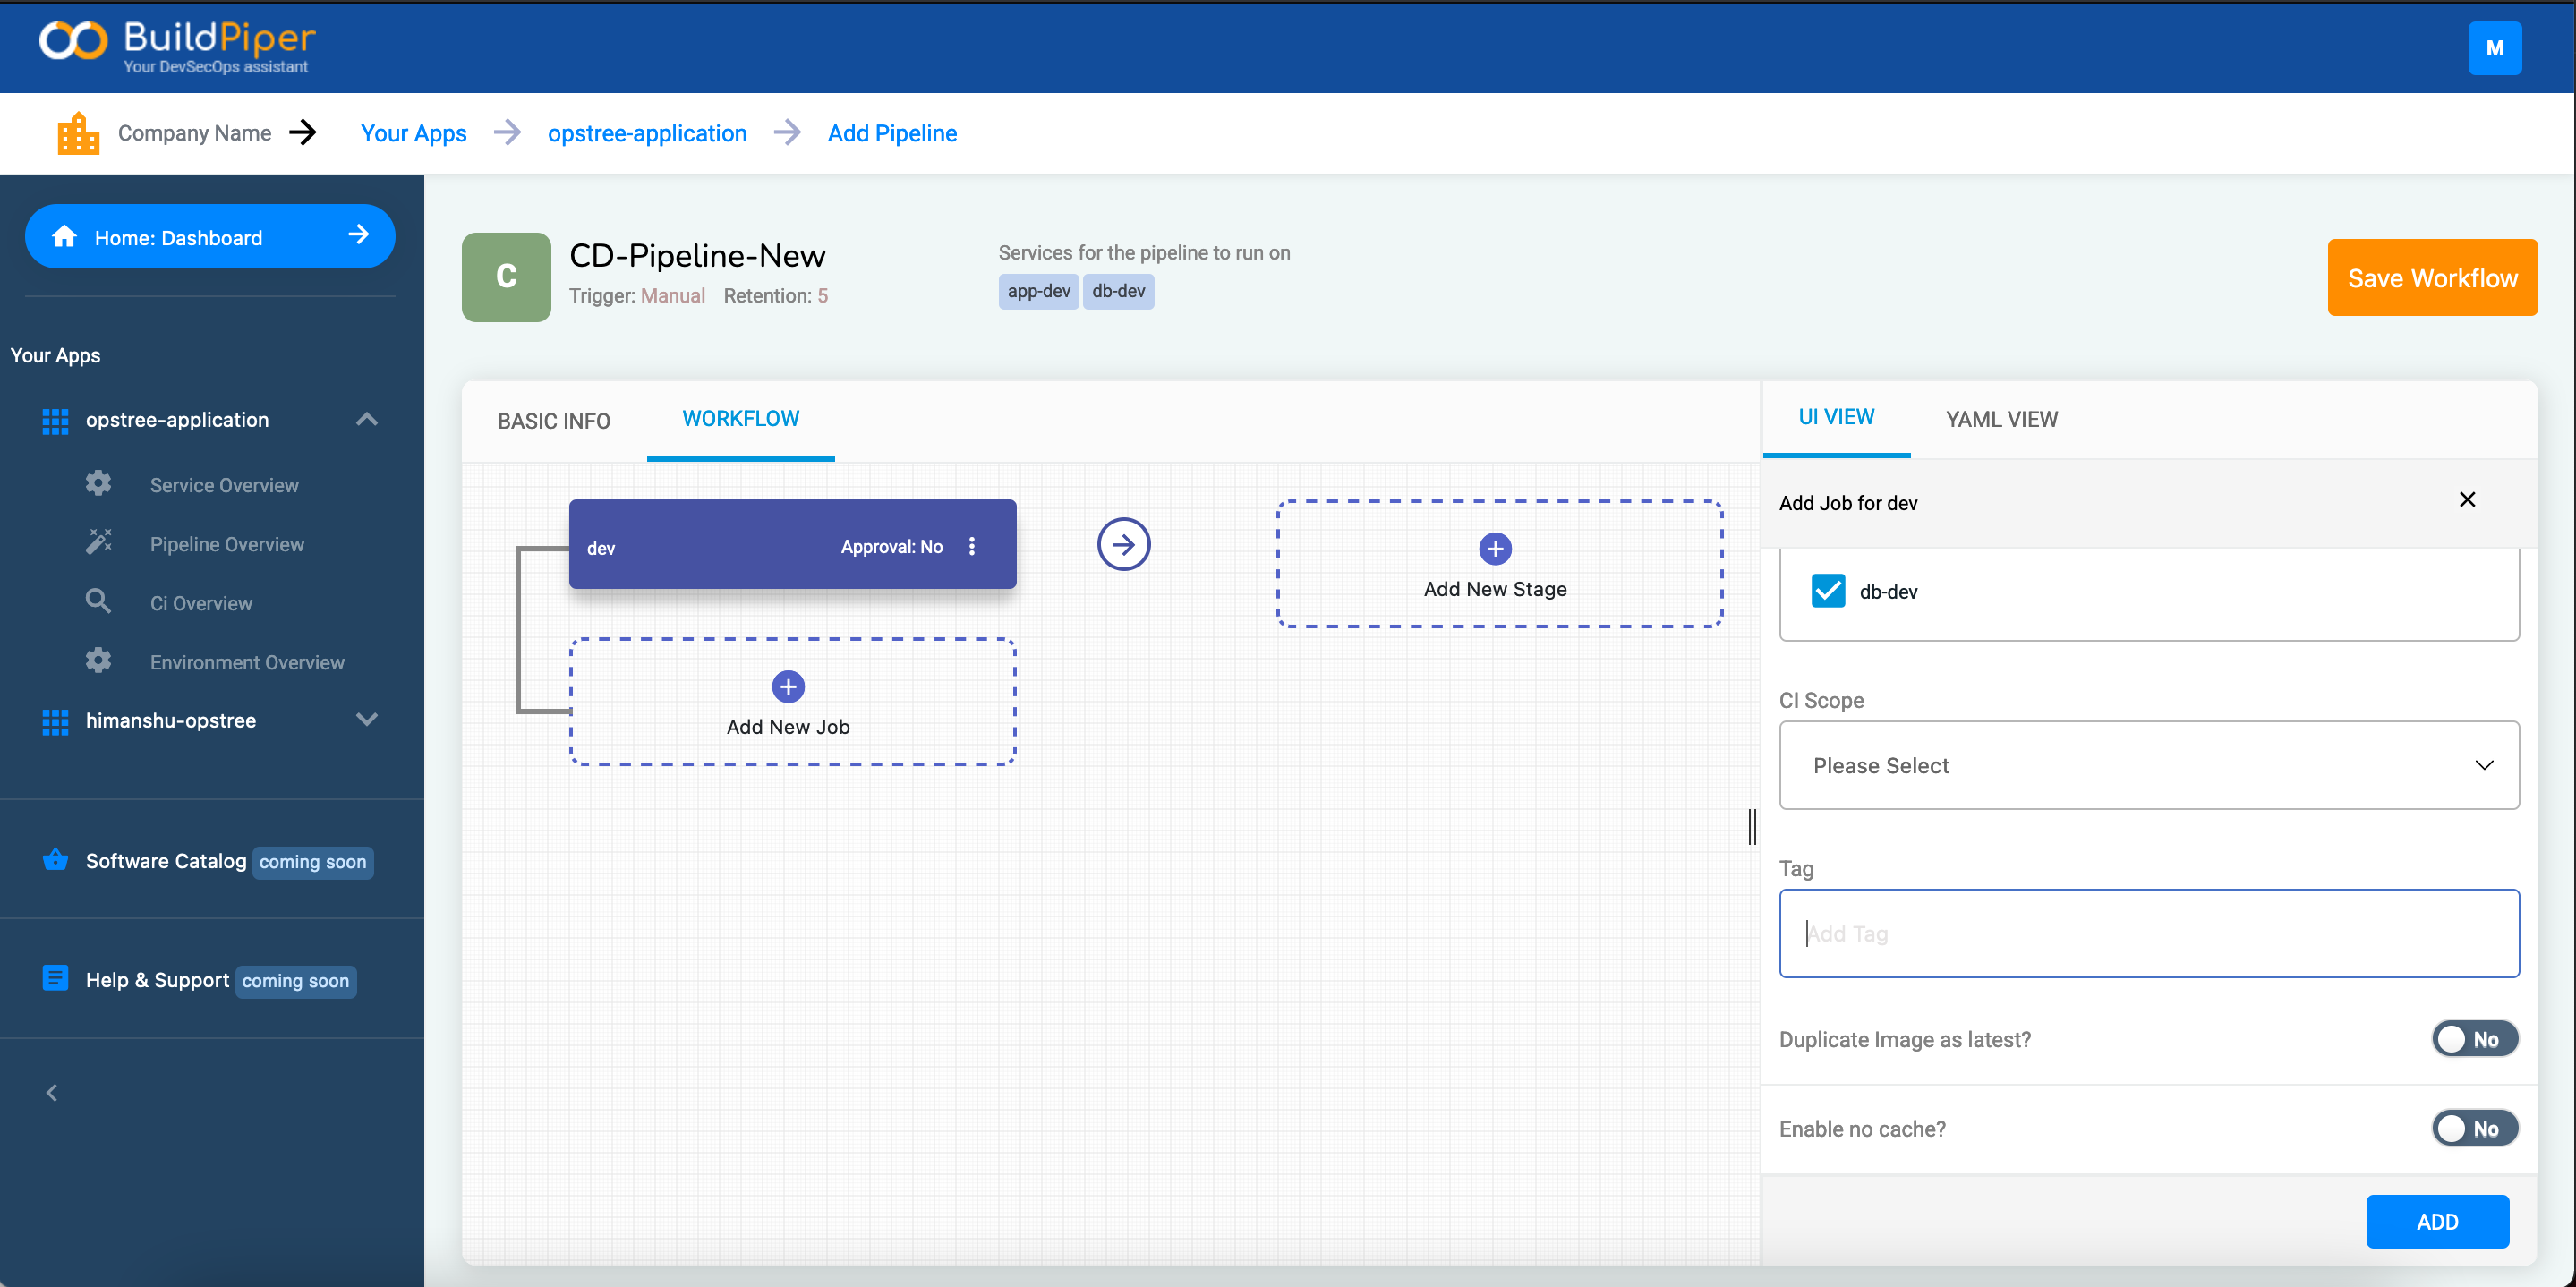 BuildPiper
Your DevSecOps assistant
M
Company Name
Your Apps
opstree-application
Add Pipeline
Home: Dashboard
Your Apps
opstree-application
Service Overview
Pipeline Overview
Ci Overview
Environment Overview
himanshu-opstree
Software Catalog coming soon
Help & Support coming soon
C
CD-Pipeline-New
Trigger: Manual Retention: 5
Services for the pipeline to run on
app-dev db-dev
Save Workflow
BASIC INFO WORKFLOW
dev Approval: No
Add New Stage
Add New Job
UI VIEW YAML VIEW
Add Job for dev
db-dev
CI Scope
Please Select
Tag
Add Tag
Duplicate Image as latest? No
Enable no cache? No
ADD